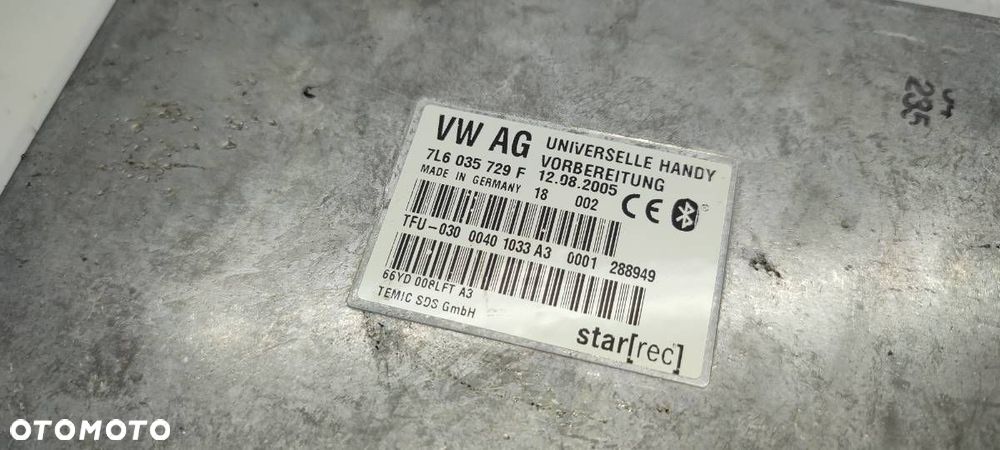 VW AG UNIVERSELLE HANDY
VORBEREITUNG
7L6 035 729 F 12.08.2005
MADE IN GERMANY 18 002
CE
TFU-030 0040 1033 A3 0001 288949
66YD 008LFT A3
TEMIC SDS GmbH
star[rec]
235
OTOMOTO